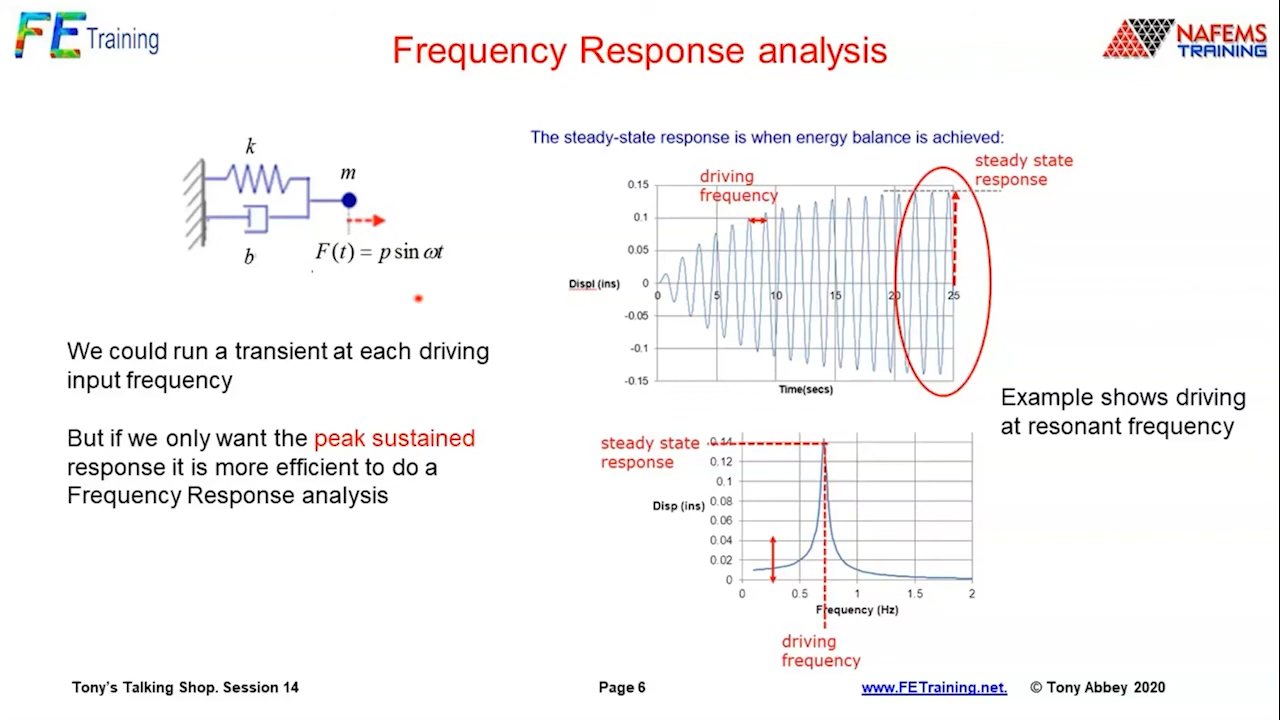 FE Training
Frequency Response analysis
NAFEMS
TRAINING
k
m
b
F(t) = p sin ωt
We could run a transient at each driving
input frequency
But if we only want the peak sustained
response it is more efficient to do a
Frequency Response analysis
The steady-state response is when energy balance is achieved:
steady state
response
driving
frequency
0.15
0.1
0.05
0
-0.05
-0.1
-0.15
Displ (ins)
0 5 10 15 20 25
Time(secs)
Example shows driving
at resonant frequency
steady state
response
0.14
0.12
0.1
0.08
0.06
0.04
0.02
0
Disp (ins)
0 0.5 1 1.5 2
Frequency (Hz)
driving
frequency
Tony's Talking Shop. Session 14
Page 6
www.FETraining.net.
© Tony Abbey 2020